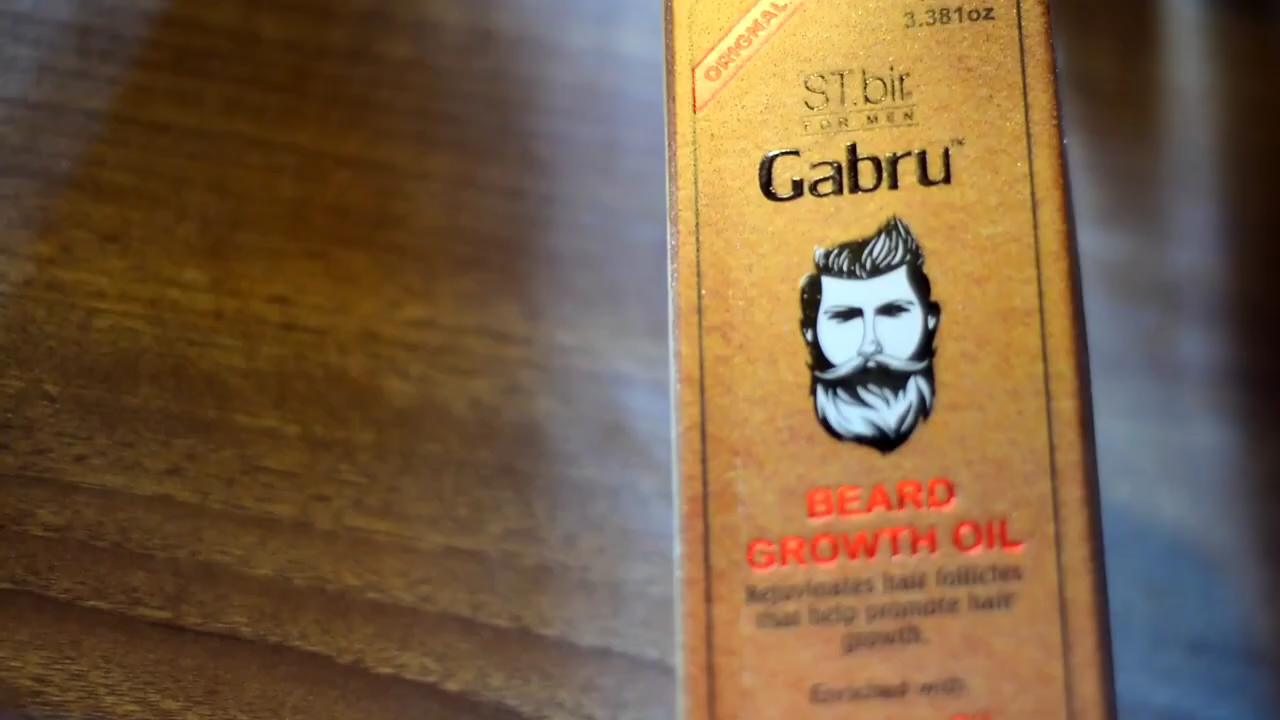 ORIGNAL
3.381oz
ST.bir.
FOR MEN
Gabru™
BEARD
GROWTH OIL
Rejuvinates hair follicles
that help promote hair
growth.
Enriched with